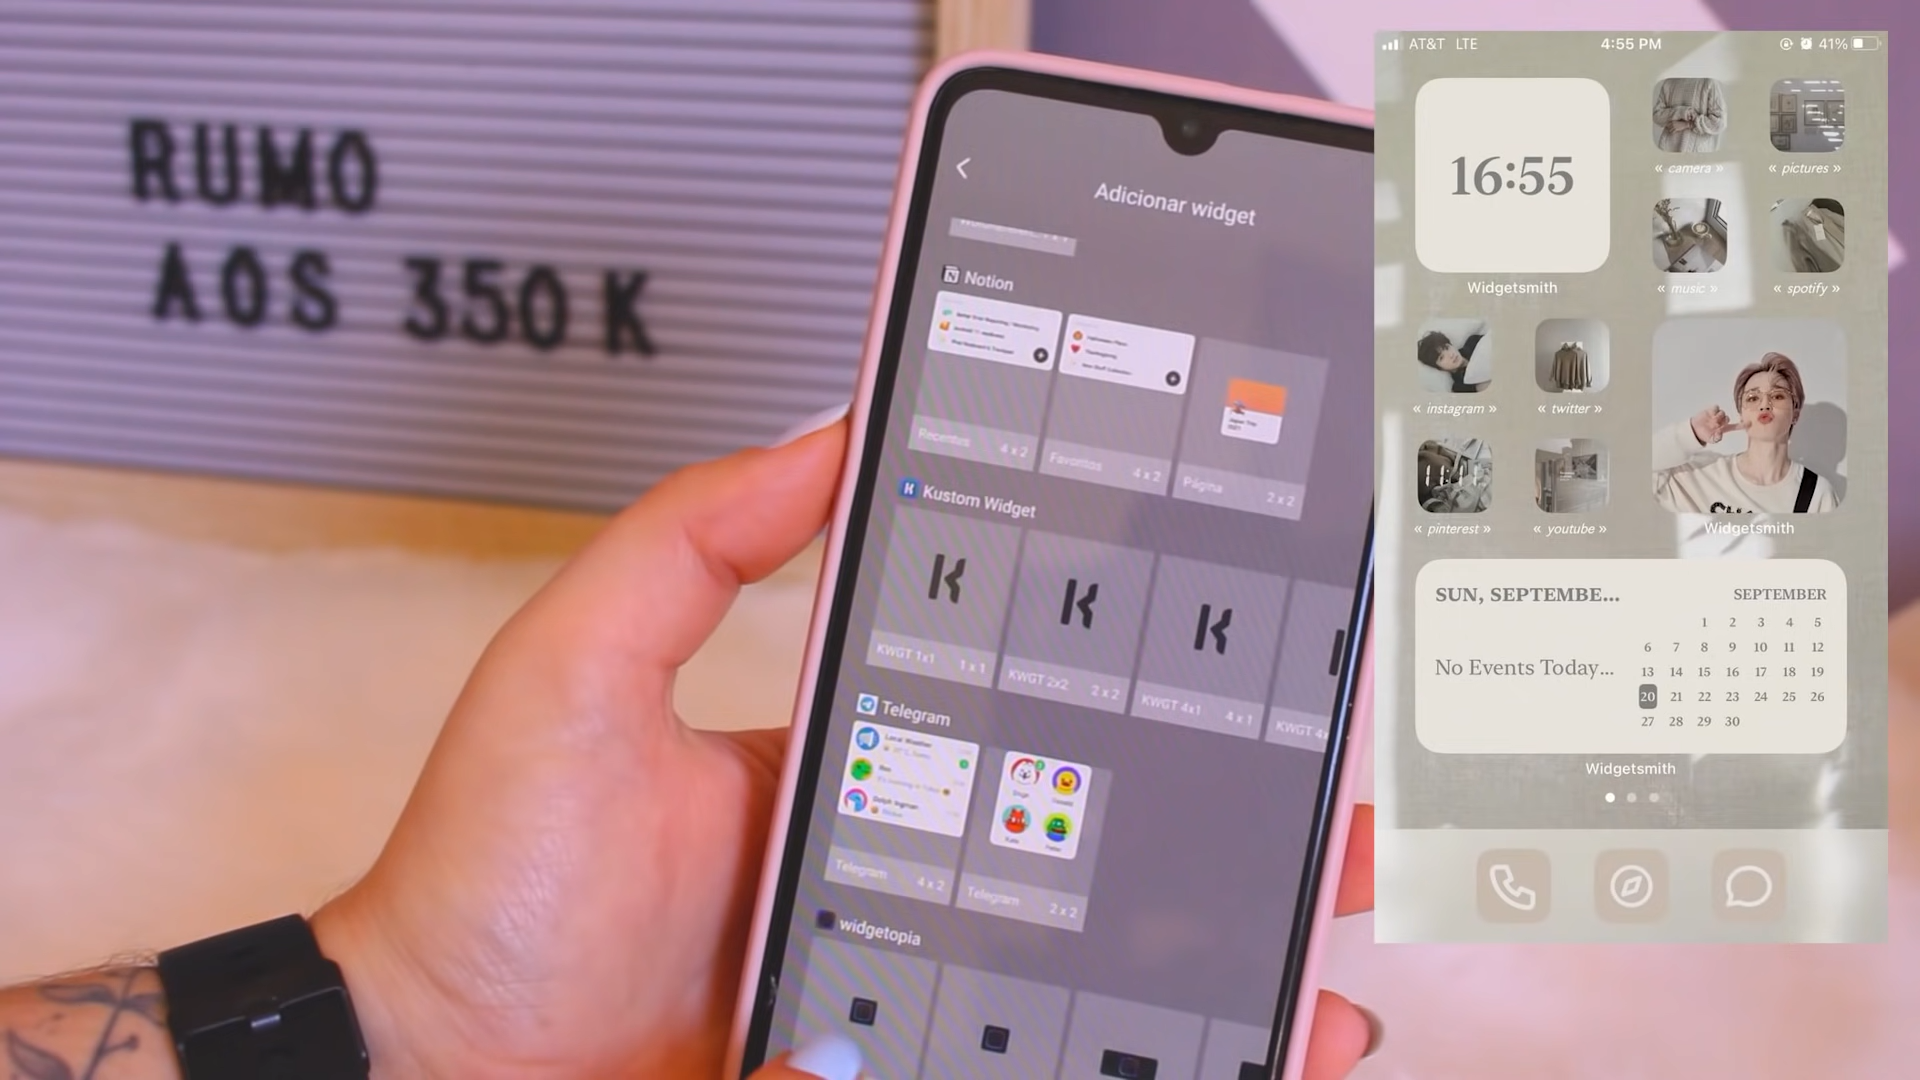 RUMO
AOS 350 K
Adicionar widget
Notion
Recentes 4 x 2
Favoritos 4 x 2
Página 2 x 2
Kustom Widget
KWGT 1x1 1 x 1
KWGT 2x2 2 x 2
KWGT 4x1 4 x 1
KWGT 4x
Telegram
Telegram 4 x 2
Telegram 2 x 2
widgetopia
AT&T LTE 4:55 PM 41%
16:55
Widgetsmith
« camera » « pictures »
« music » « spotify »
« instagram » « twitter »
« pinterest » « youtube »
Widgetsmith
SUN, SEPTEMBE...
No Events Today...
SEPTEMBER
1 2 3 4 5
6 7 8 9 10 11 12
13 14 15 16 17 18 19
20 21 22 23 24 25 26
27 28 29 30
Widgetsmith